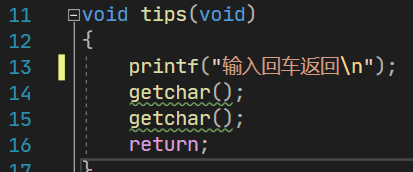 11 void tips(void)
12 {
13 printf("输入回车返回\n");
14 getchar();
15 getchar();
16 return;
17 }